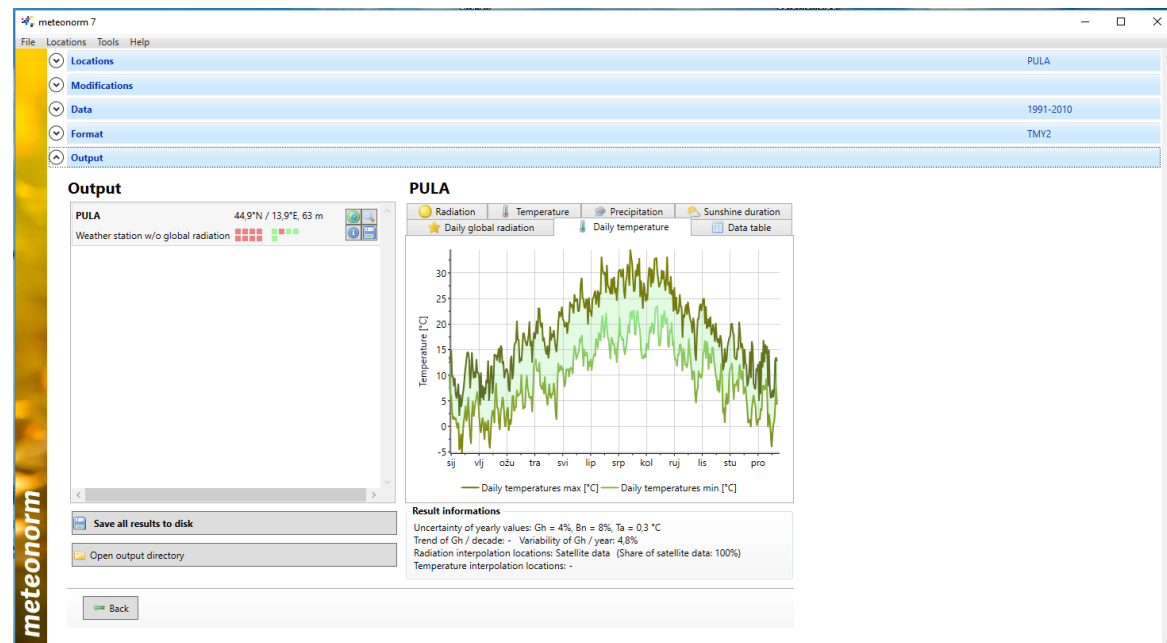 meteonorm 7
File Locations Tools Help
Locations PULA
Modifications
Data 1991-2010
Format TMY2
Output
Output
PULA 44,9°N / 13,9°E, 63 m
Weather station w/o global radiation
Save all results to disk
Open output directory
Back
PULA
Radiation Temperature Precipitation Sunshine duration
Daily global radiation Daily temperature Data table
Temperature [°C]
30
25
20
15
10
5
0
-5
sij vlj ožu tra svi lip srp kol ruj lis stu pro
Daily temperatures max [°C] Daily temperatures min [°C]
Result informations
Uncertainty of yearly values: Gh = 4%, Bn = 8%, Ta = 0,3 °C
Trend of Gh / decade: - Variability of Gh / year: 4,8%
Radiation interpolation locations: Satellite data (Share of satellite data: 100%)
Temperature interpolation locations: -
meteonorm